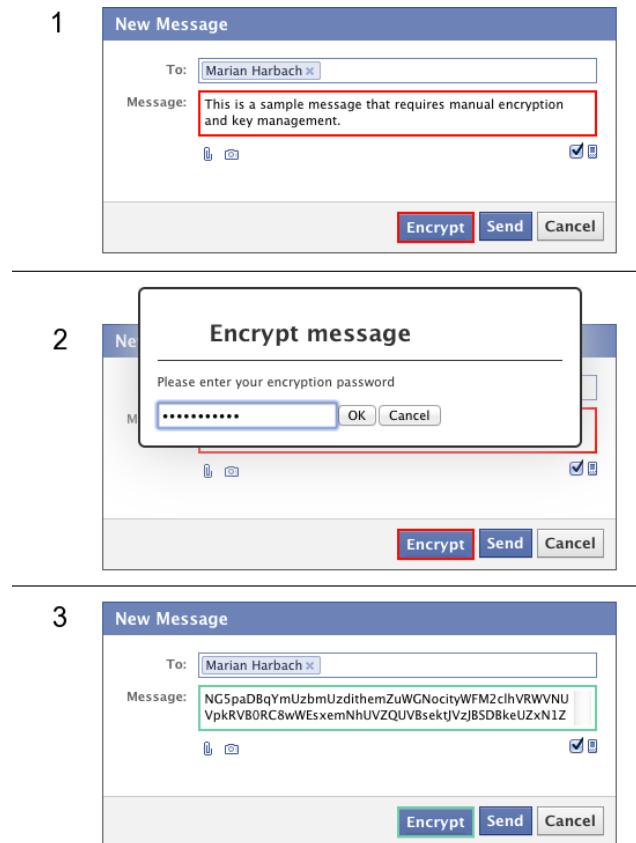 1
New Message
To: Marian Harbach ×
Message: This is a sample message that requires manual encryption
and key management.
Encrypt Send Cancel
2
Ne
Encrypt message
Please enter your encryption password
••••••••••• OK Cancel
M
Encrypt Send Cancel
3
New Message
To: Marian Harbach ×
Message: NG5paDBqYmUzbmUzdithemZuWGNocityWFM2clhVRWVNU
VpkRVB0RC8wWEsxemNhUVZQUVBsektJVzJBSDBkeUZxN1Z
Encrypt Send Cancel